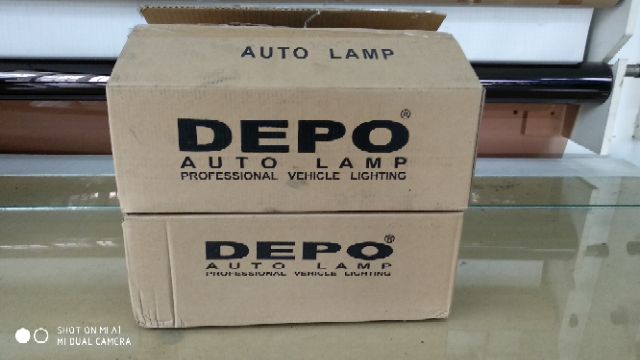 AUTO LAMP
DEPO®
AUTO LAMP
PROFESSIONAL VEHICLE LIGHTING
DEPO®
AUTO LAMP
PROFESSIONAL VEHICLE LIGHTING
SHOT ON MI A1
MI DUAL CAMERA